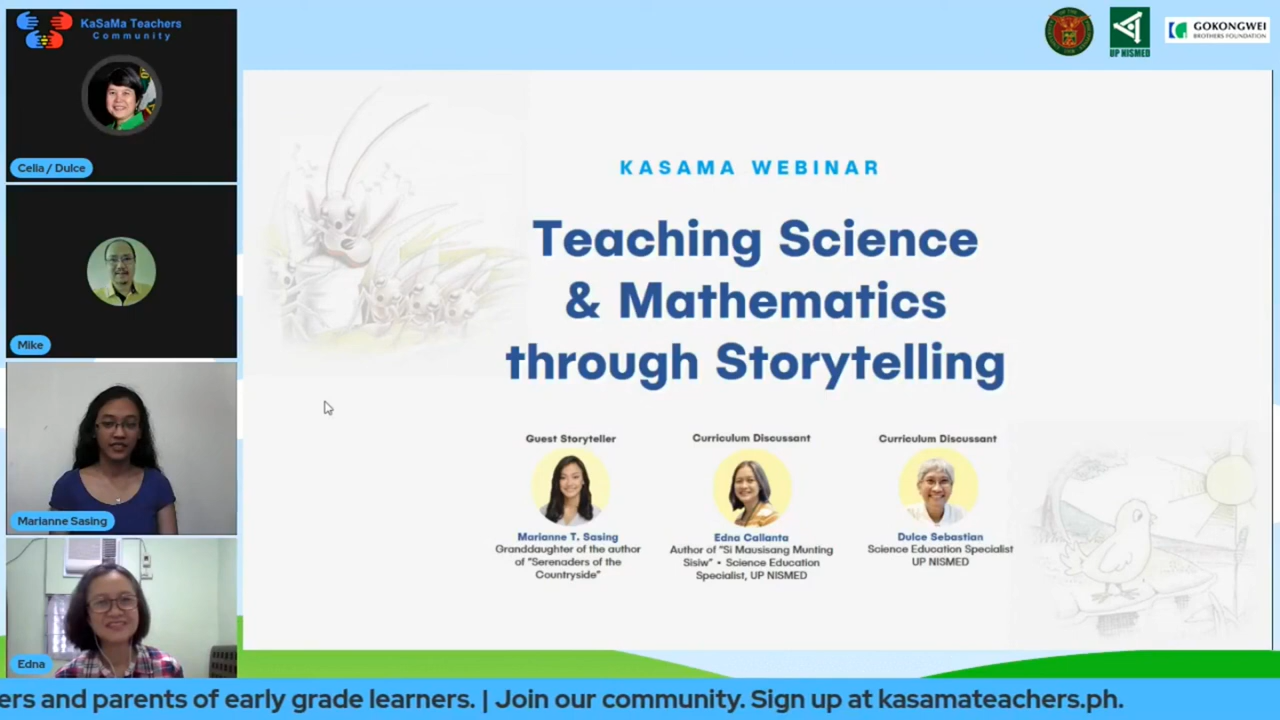 KaSaMa Teachers
Community
Celia / Dulce
Mike
Marianne Sasing
Edna
UP NISMED
GOKONGWEI
BROTHERS FOUNDATION
KASAMA WEBINAR
Teaching Science
& Mathematics
through Storytelling
Guest Storyteller
Marianne T. Sasing
Granddaughter of the author
of "Serenaders of the
Countryside"
Curriculum Discussant
Edna Callanta
Author of "Si Mausisang Munting
Sisiw" • Science Education
Specialist, UP NISMED
Curriculum Discussant
Dulce Sebastian
Science Education Specialist
UP NISMED
ers and parents of early grade learners. | Join our community. Sign up at kasamateachers.ph.